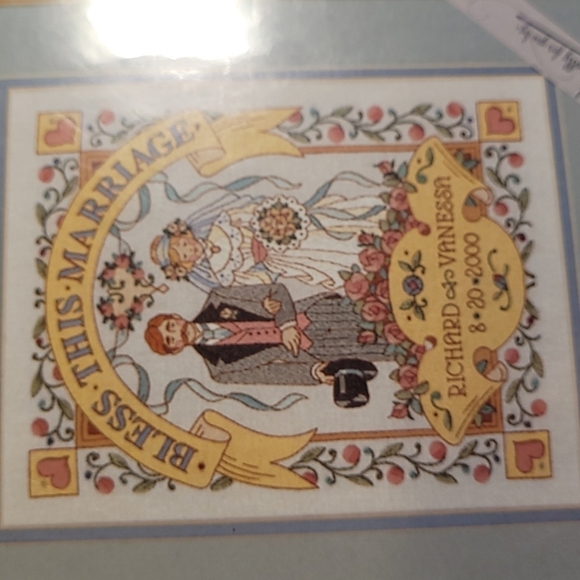 BLESS·THIS·MARRIAGE
RICHARD & VANESSA
8•20•2000